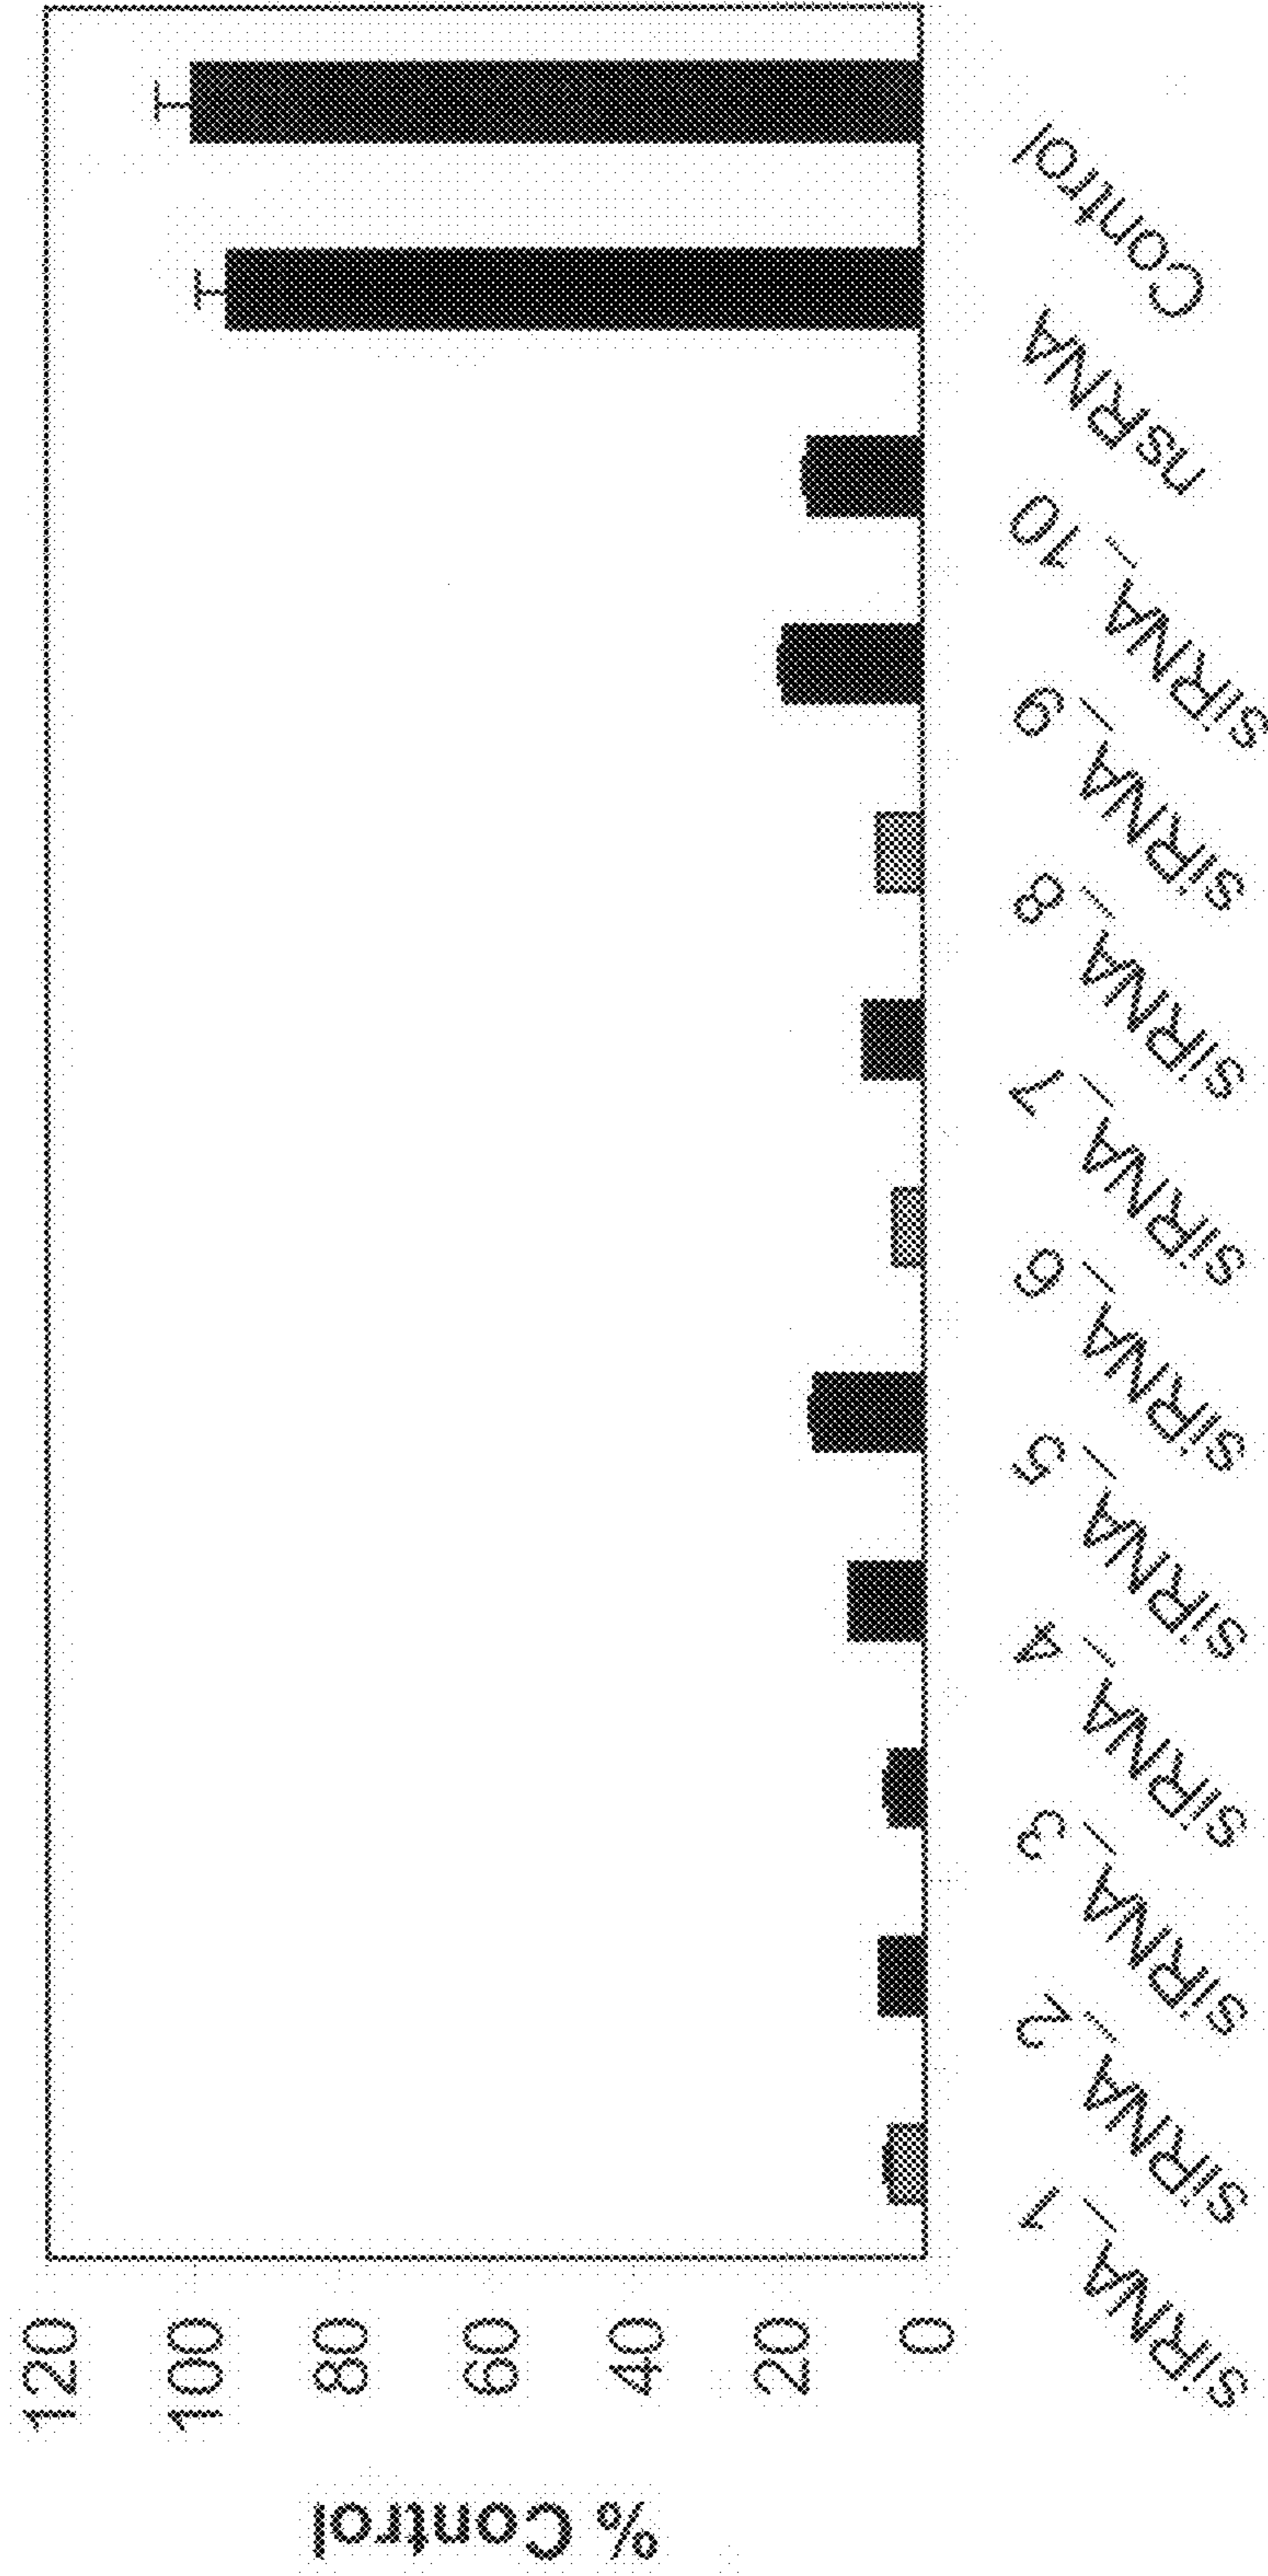 % Control
120
100
80
60
40
20
0
siRNA_1
siRNA_2
siRNA_3
siRNA_4
siRNA_5
siRNA_6
siRNA_7
siRNA_8
siRNA_9
siRNA_10
nsRNA
Control